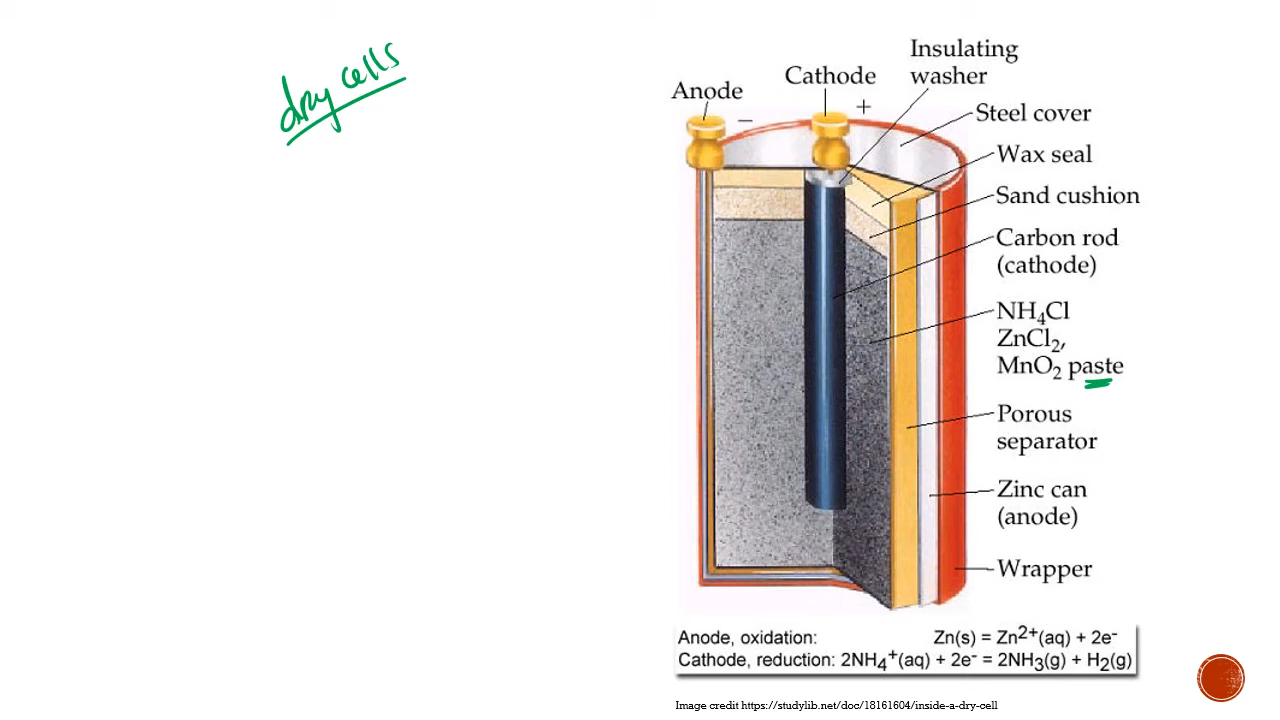 dry cells
Insulating
washer
Cathode
Anode
+
−
Steel cover
Wax seal
Sand cushion
Carbon rod
(cathode)
NH₄Cl
ZnCl₂,
MnO₂ paste
Porous
separator
Zinc can
(anode)
Wrapper
Anode, oxidation: Zn(s) = Zn²⁺(aq) + 2e⁻
Cathode, reduction: 2NH₄⁺(aq) + 2e⁻ = 2NH₃(g) + H₂(g)
Image credit https://studylib.net/doc/18161604/inside-a-dry-cell